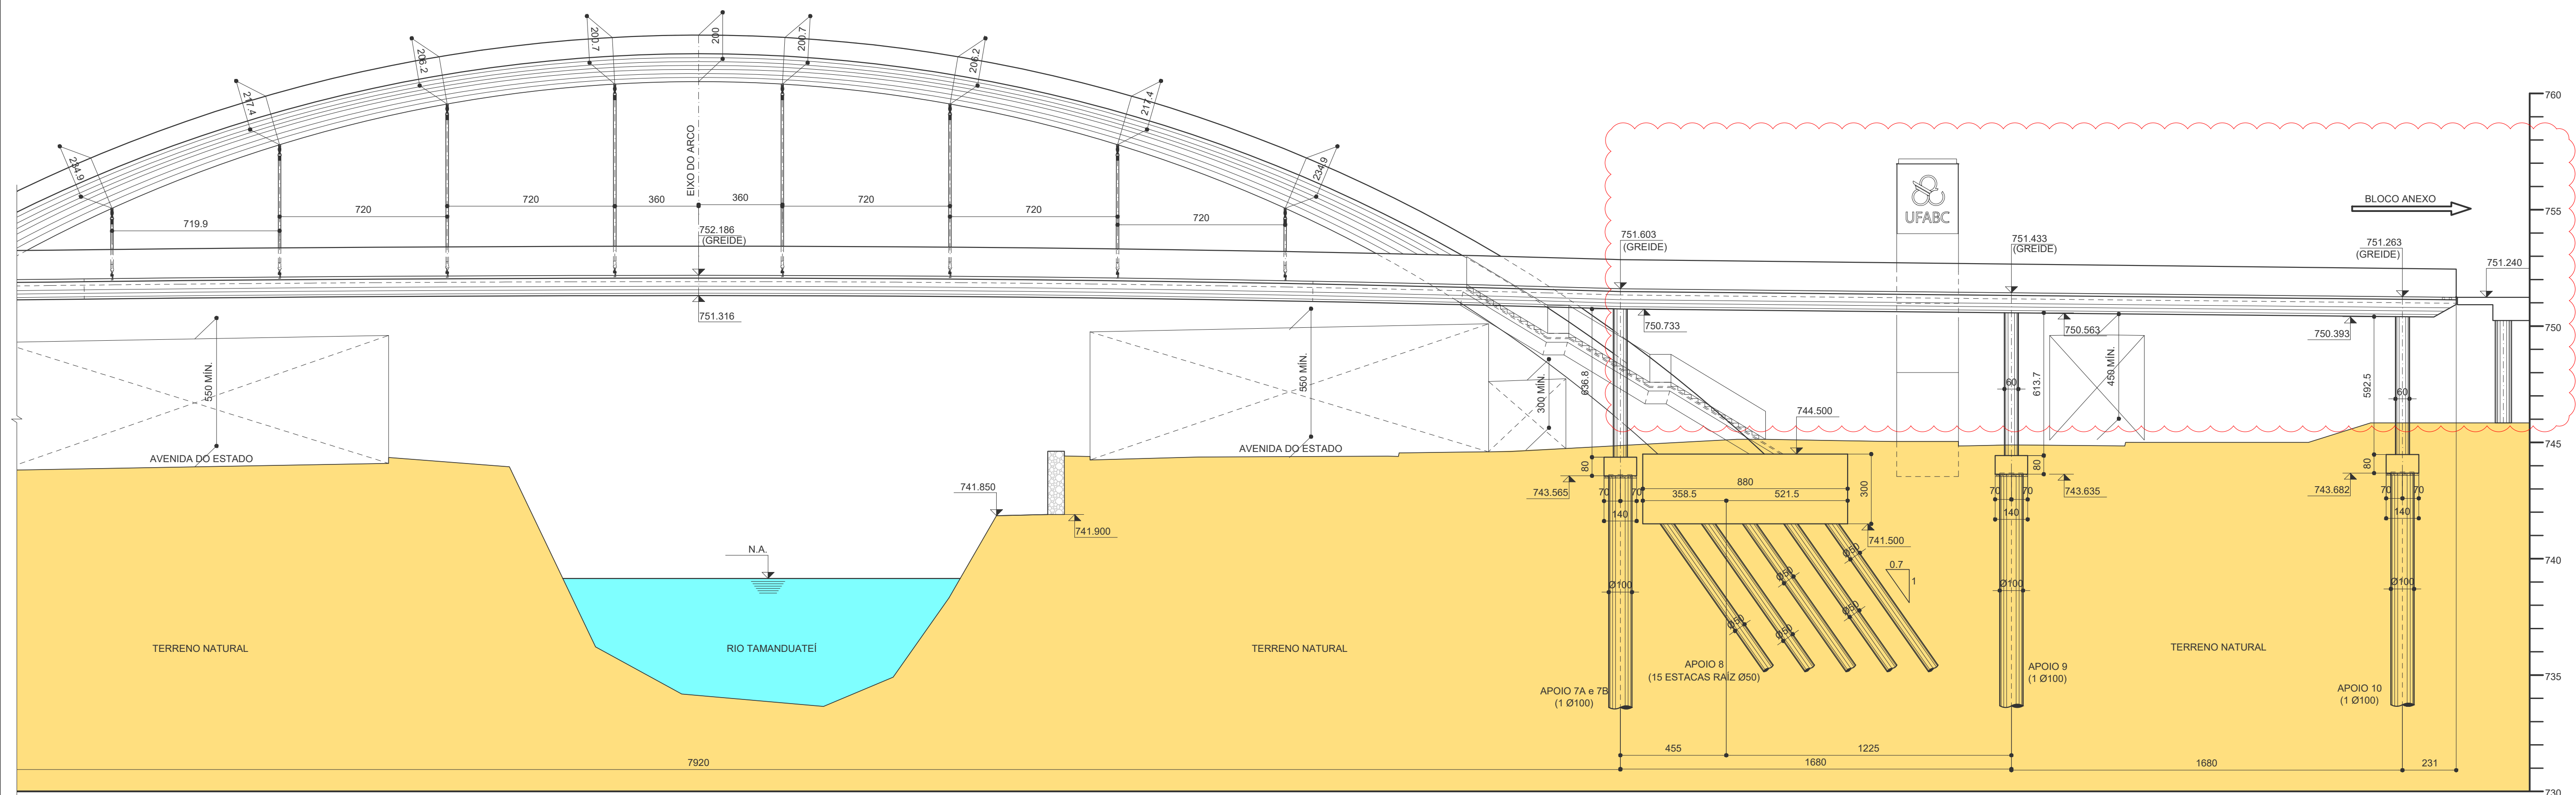 200.7
200
200.7
206.2
206.2
217.4
217.4
234.9
234.9
EIXO DO ARCO
719.9
720
720
360
360
720
720
720
752.186
(GREIDE)
751.316
UFABC
BLOCO ANEXO
751.603
(GREIDE)
751.433
(GREIDE)
751.263
(GREIDE)
751.240
760
755
750
745
740
735
730
750.733
750.563
750.393
550 MÍN.
550 MÍN.
300 MÍN.
636.8
60
613.7
450 MÍN.
592.5
60
AVENIDA DO ESTADO
AVENIDA DO ESTADO
744.500
741.850
741.900
743.565
80
70
70
140
880
358.5
521.5
300
741.500
80
70
70
140
743.635
743.682
80
70
70
140
N.A.
Ø100
Ø50
Ø50
Ø50
Ø50
Ø50
0.7
1
Ø100
Ø100
TERRENO NATURAL
RIO TAMANDUATEÍ
TERRENO NATURAL
TERRENO NATURAL
APOIO 7A e 7B
(1 Ø100)
APOIO 8
(15 ESTACAS RAÍZ Ø50)
APOIO 9
(1 Ø100)
APOIO 10
(1 Ø100)
455
1225
7920
1680
1680
231